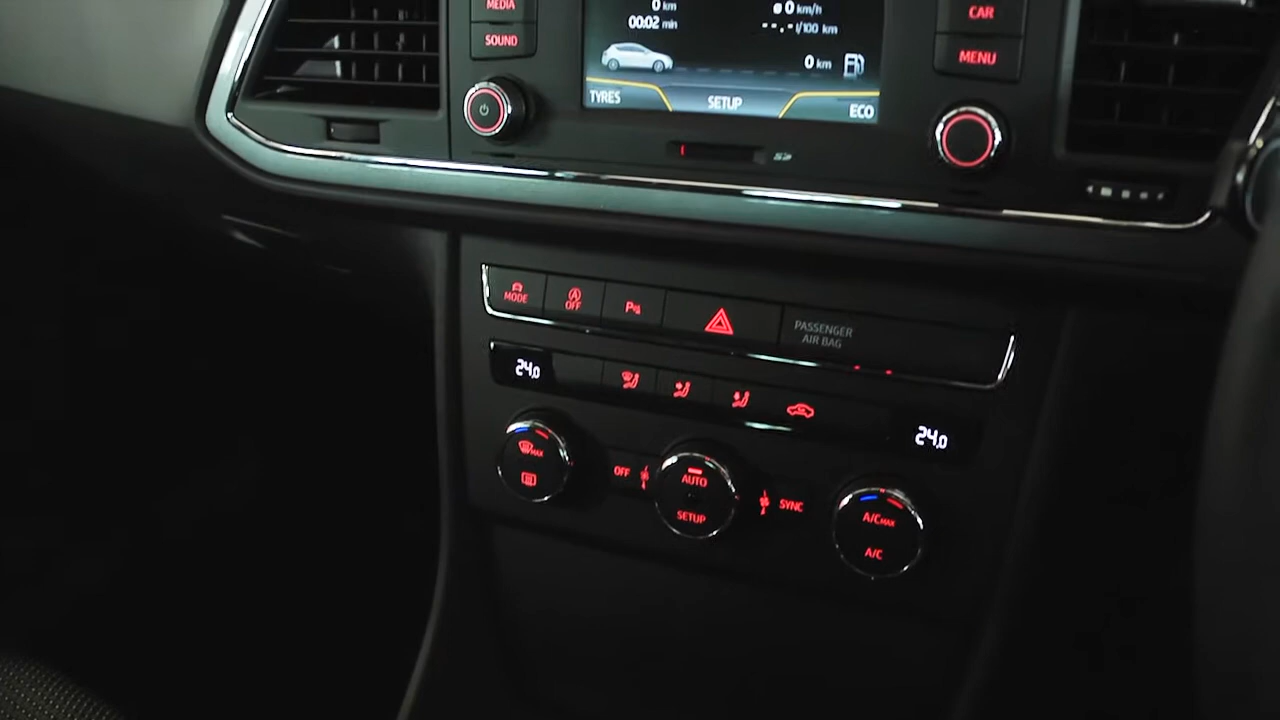 MEDIA
SOUND
0 km
00:02 min
ø 0 km/h
--.- l/100 km
0 km
TYRES
SETUP
ECO
CAR
MENU
SD
MODE
A
OFF
P
PASSENGER
AIR BAG
24.0
24.0
MAX
OFF
AUTO
SETUP
SYNC
A/C MAX
A/C